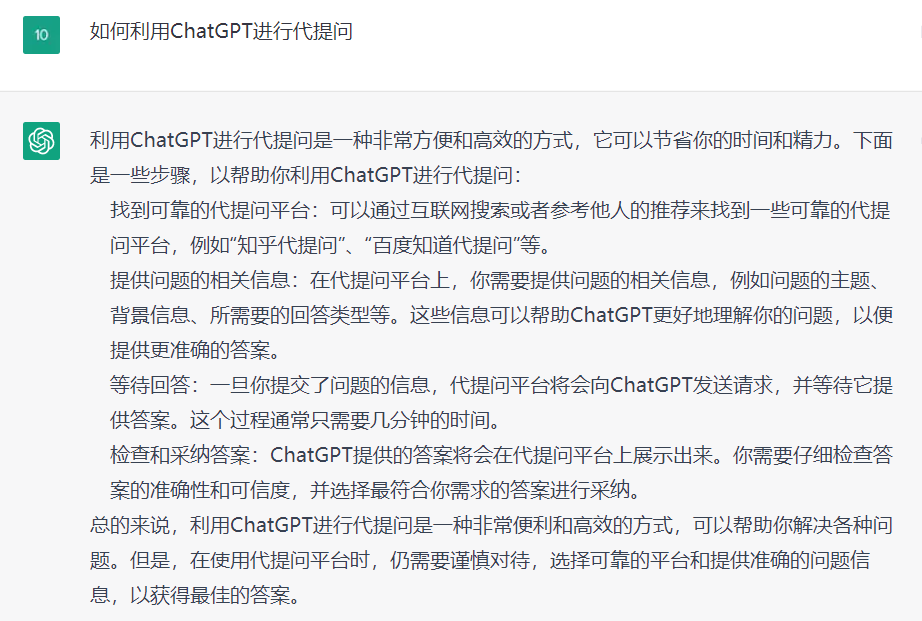 10
如何利用ChatGPT进行代提问
利用ChatGPT进行代提问是一种非常方便和高效的方式，它可以节省你的时间和精力。下面
是一些步骤，以帮助你利用ChatGPT进行代提问：
找到可靠的代提问平台：可以通过互联网搜索或者参考他人的推荐来找到一些可靠的代提
问平台，例如“知乎代提问”、“百度知道代提问”等。
提供问题的相关信息：在代提问平台上，你需要提供问题的相关信息，例如问题的主题、
背景信息、所需要的回答类型等。这些信息可以帮助ChatGPT更好地理解你的问题，以便
提供更准确的答案。
等待回答：一旦你提交了问题的信息，代提问平台将会向ChatGPT发送请求，并等待它提
供答案。这个过程通常只需要几分钟的时间。
检查和采纳答案：ChatGPT提供的答案将会在代提问平台上展示出来。你需要仔细检查答
案的准确性和可信度，并选择最符合你需求的答案进行采纳。
总的来说，利用ChatGPT进行代提问是一种非常便利和高效的方式，可以帮助你解决各种问
题。但是，在使用代提问平台时，仍需要谨慎对待，选择可靠的平台和提供准确的问题信
息，以获得最佳的答案。